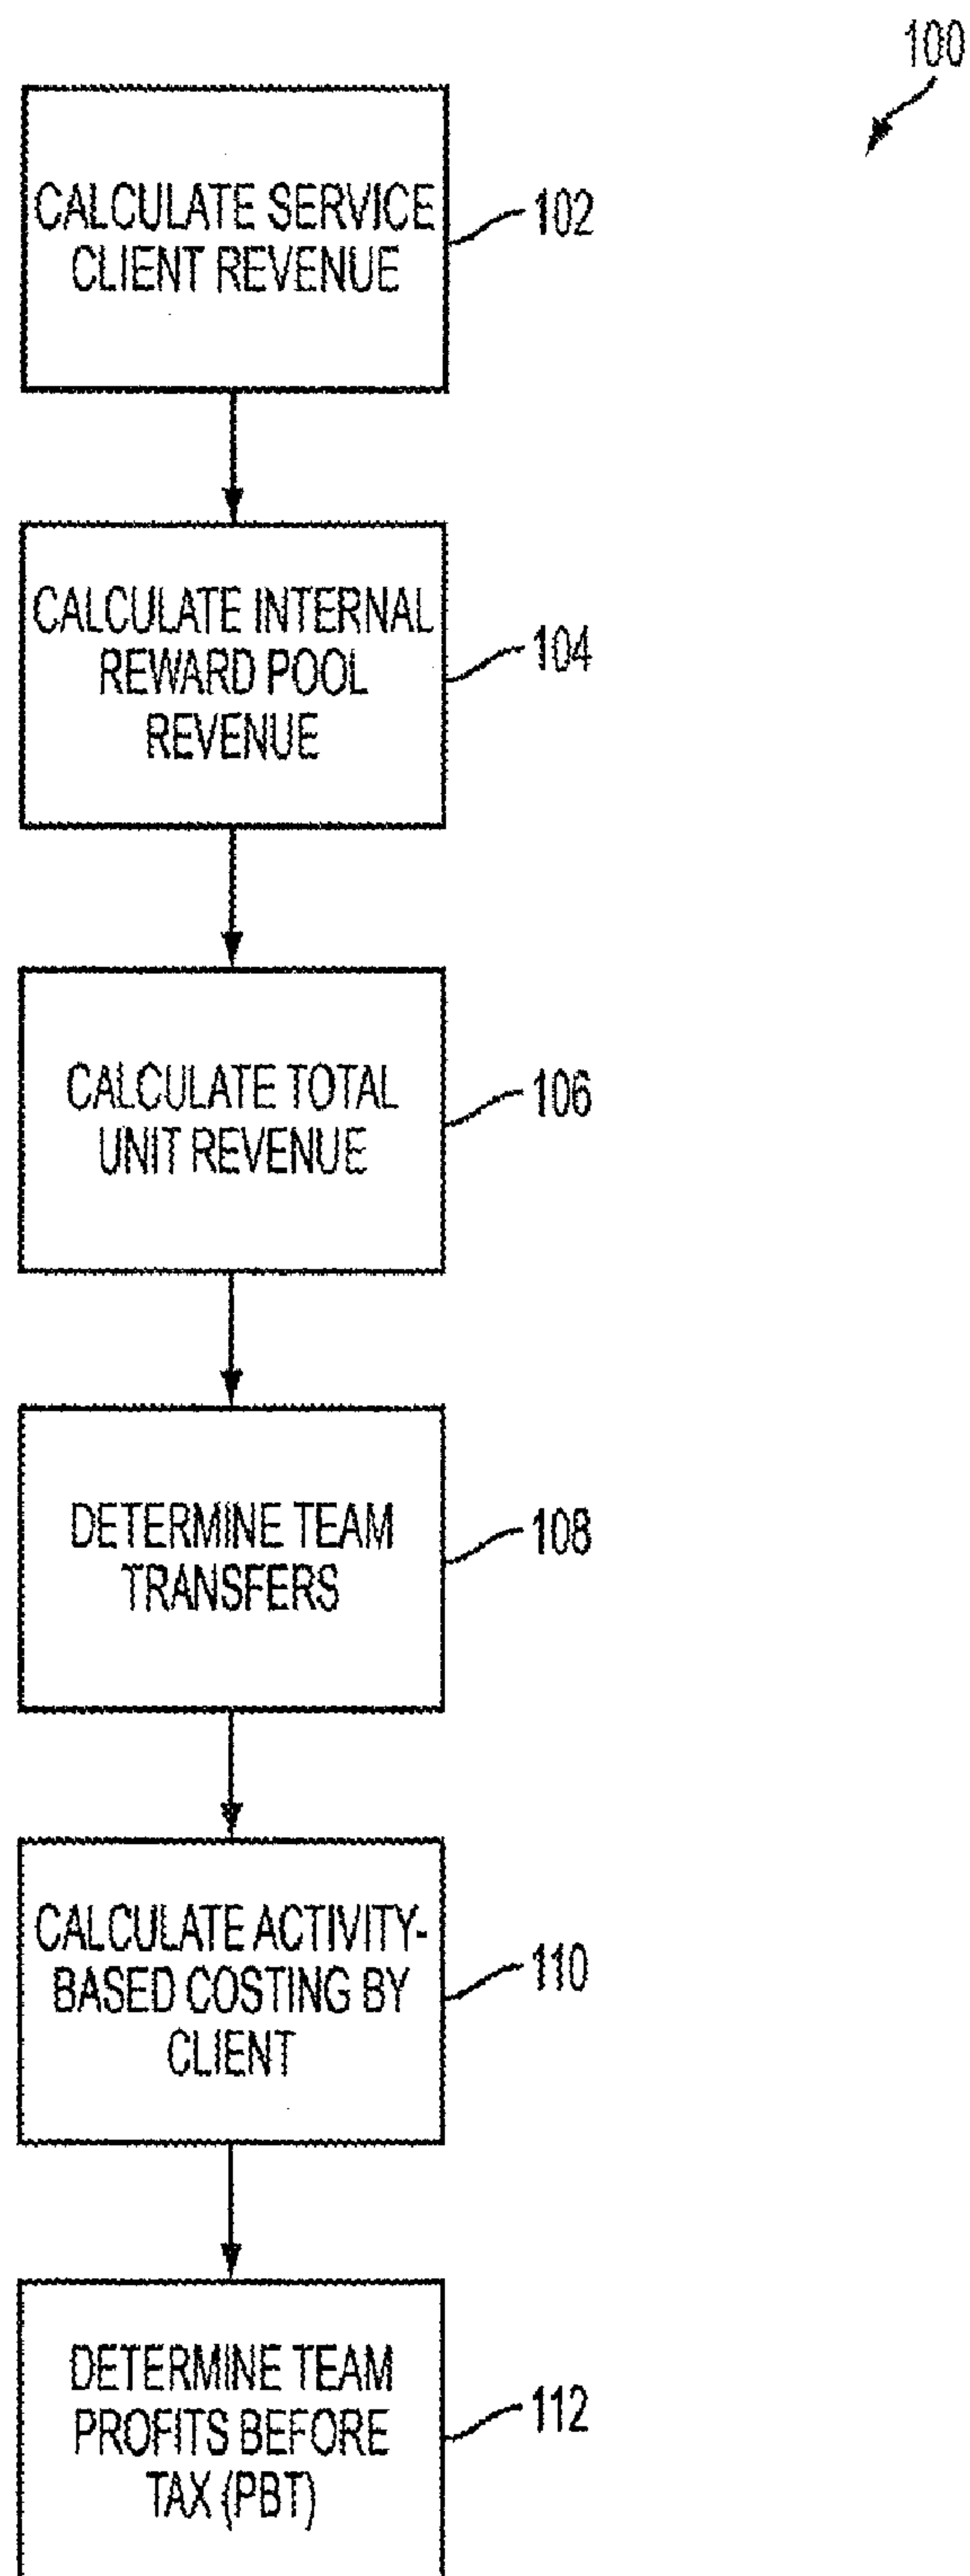 100
CALCULATE SERVICE
CLIENT REVENUE
102
CALCULATE INTERNAL
REWARD POOL
REVENUE
104
CALCULATE TOTAL
UNIT REVENUE
106
DETERMINE TEAM
TRANSFERS
108
CALCULATE ACTIVITY-
BASED COSTING BY
CLIENT
110
DETERMINE TEAM
PROFITS BEFORE
TAX (PBT)
112